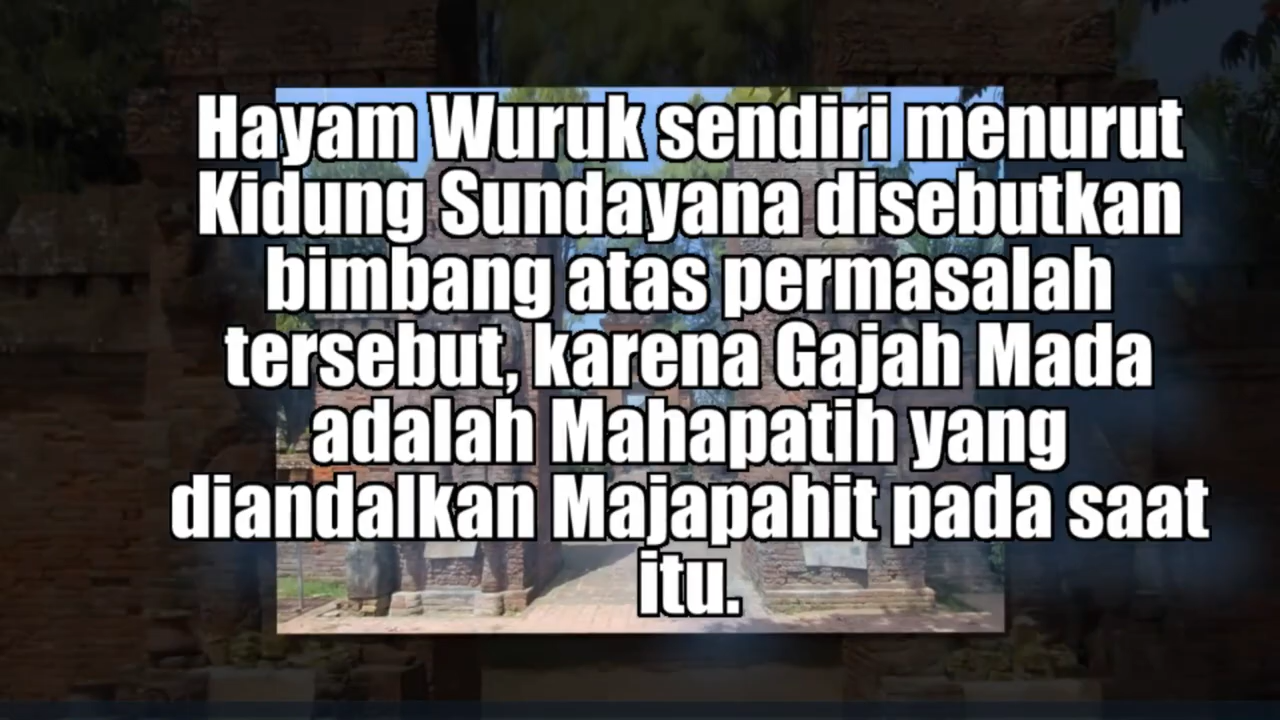 Hayam Wuruk sendiri menurut
Kidung Sundayana disebutkan
bimbang atas permasalah
tersebut, karena Gajah Mada
adalah Mahapatih yang
diandalkan Majapahit pada saat
itu.